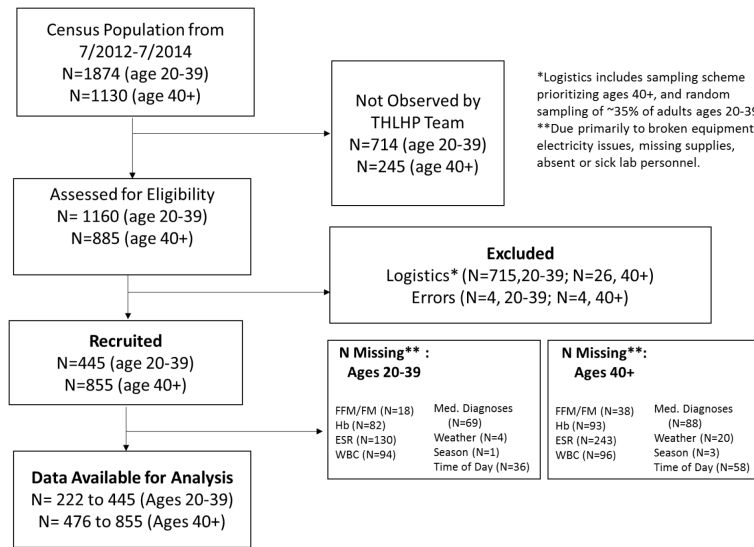 Census Population from
7/2012-7/2014
N=1874 (age 20-39)
N=1130 (age 40+)
Not Observed by
THLHP Team
N=714 (age 20-39)
N=245 (age 40+)
*Logistics includes sampling scheme
prioritizing ages 40+, and random
sampling of ~35% of adults ages 20-39
**Due primarily to broken equipment
electricity issues, missing supplies,
absent or sick lab personnel.
Assessed for Eligibility
N= 1160 (age 20-39)
N=885 (age 40+)
Excluded
Logistics* (N=715,20-39; N=26, 40+)
Errors (N=4, 20-39; N=4, 40+)
Recruited
N=445 (age 20-39)
N=855 (age 40+)
N Missing** :
Ages 20-39
FFM/FM (N=18)
Hb (N=82)
ESR (N=130)
WBC (N=94)
Med. Diagnoses
(N=69)
Weather (N=4)
Season (N=1)
Time of Day (N=36)
N Missing**:
Ages 40+
FFM/FM (N=38)
Hb (N=93)
ESR (N=243)
WBC (N=96)
Med. Diagnoses
(N=88)
Weather (N=20)
Season (N=3)
Time of Day (N=58)
Data Available for Analysis
N= 222 to 445 (Ages 20-39)
N= 476 to 855 (Ages 40+)